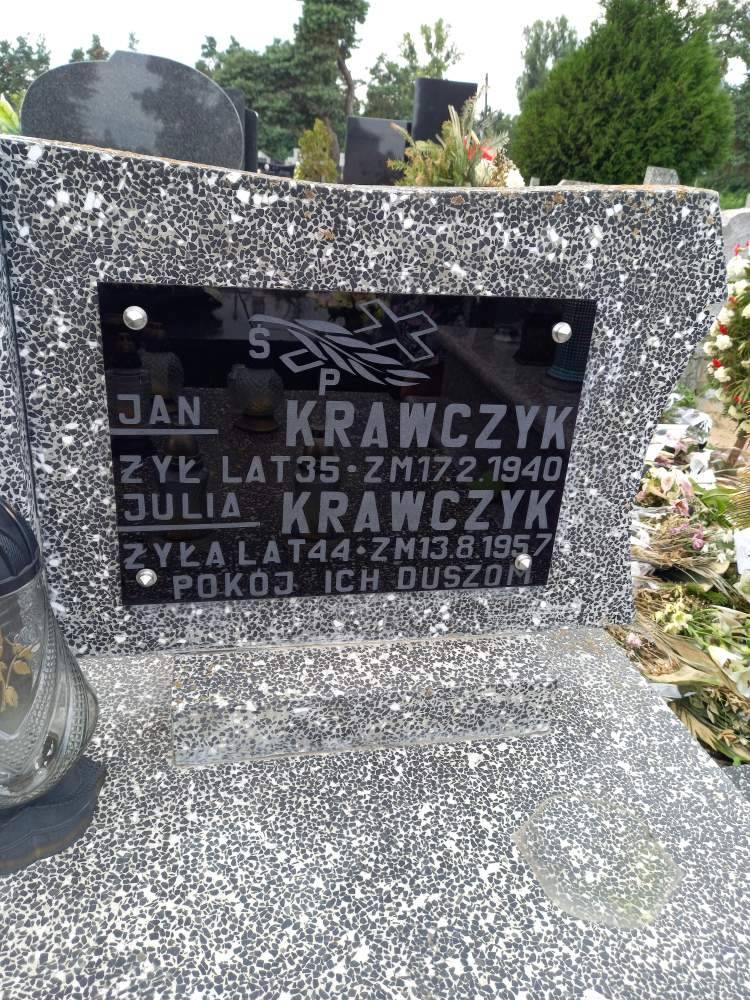 Ś P
JAN KRAWCZYK
ŻYŁ LAT 35 · ZM. 17.2 1940
JULIA KRAWCZYK
ŻYŁA LAT 44 · ZM 13.8.1957
POKÓJ ICH DUSZOM